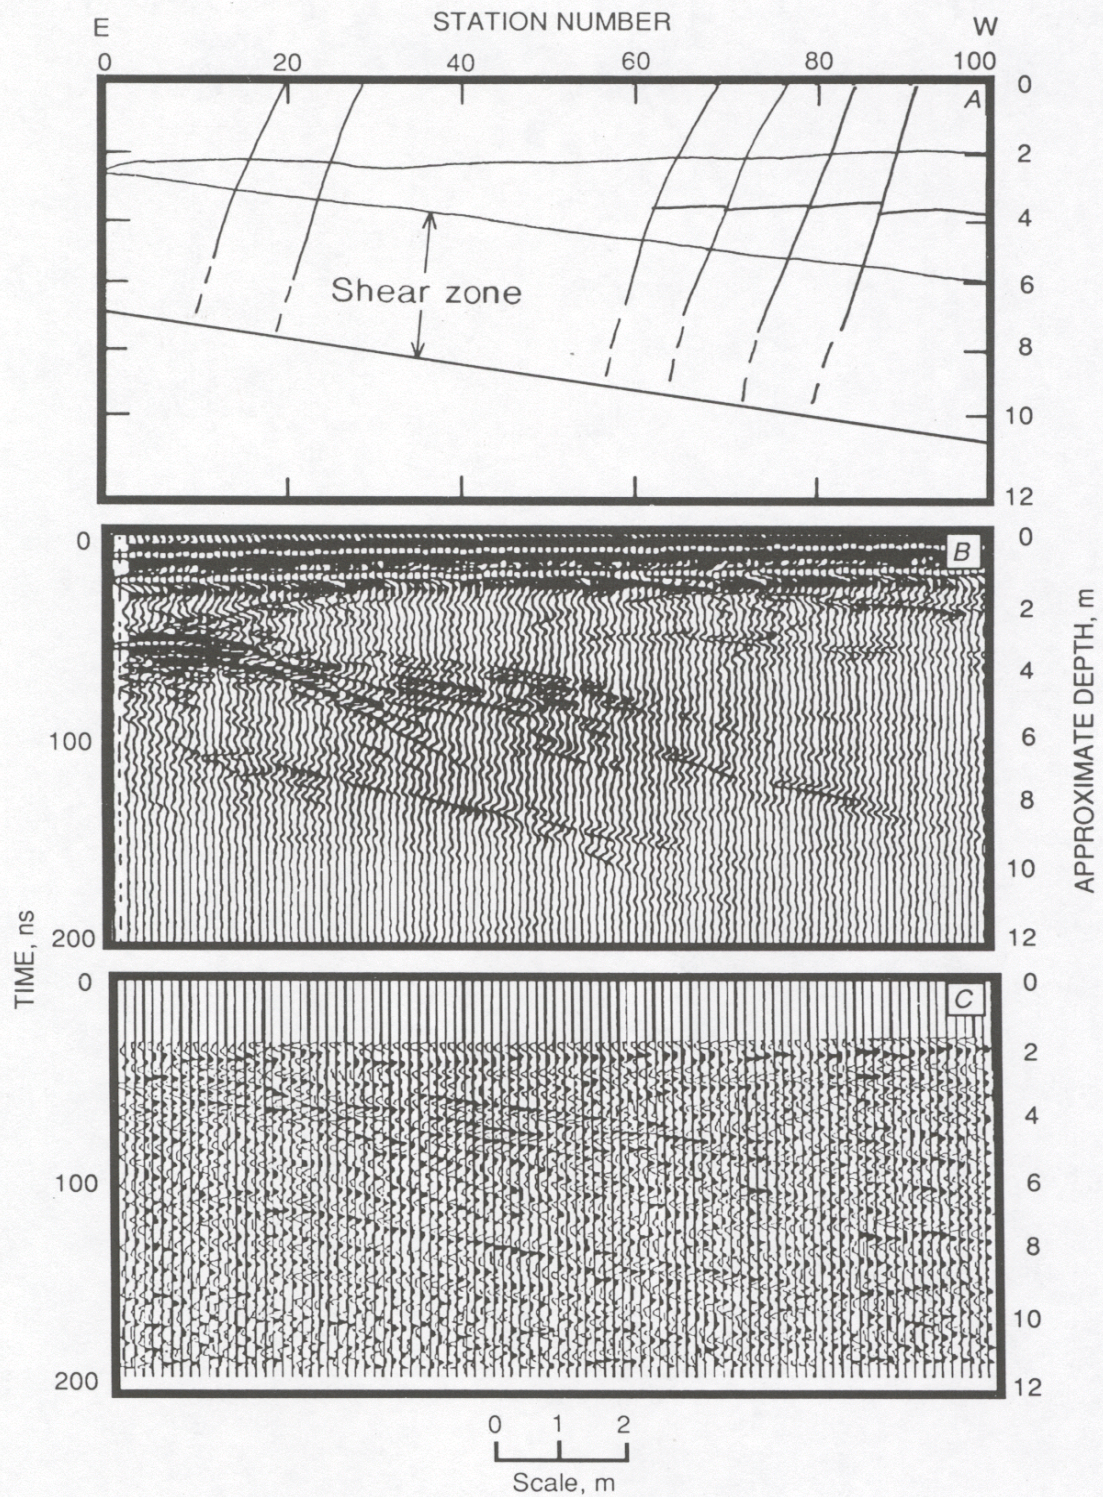 STATION NUMBER
E W
0 20 40 60 80 100
A
0
2
4
6
8
10
12
Shear zone
B
0
100
200
0
2
4
6
8
10
12
TIME, ns
APPROXIMATE DEPTH, m
C
0
100
200
0
2
4
6
8
10
12
0 1 2
Scale, m